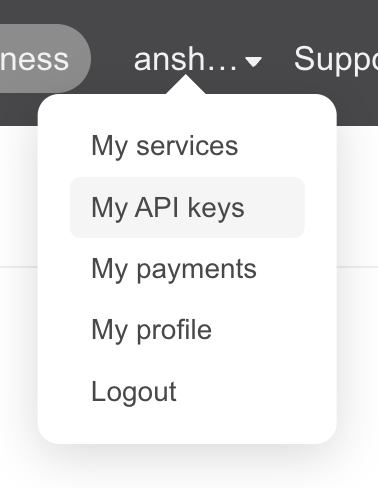 ness ansh... Suppo
My services
My API keys
My payments
My profile
Logout